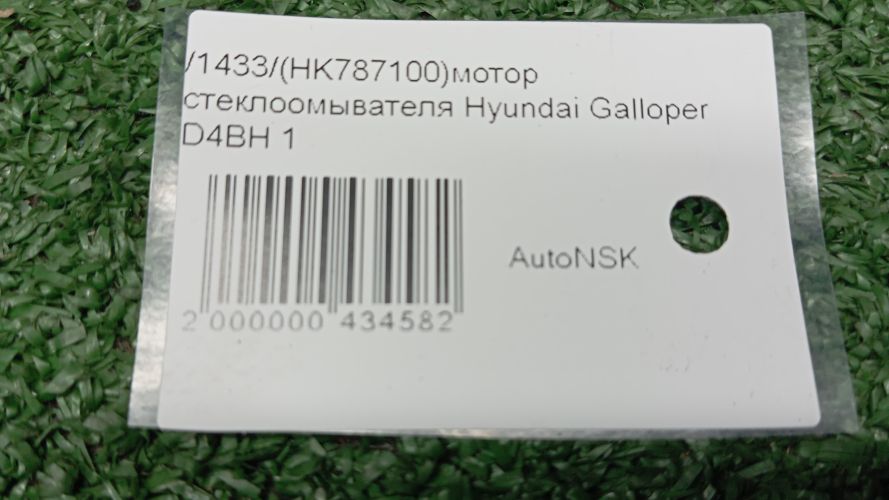 /1433/(HK787100)мотор
стеклоомывателя Hyundai Galloper
D4BH 1
AutoNSK
2 000000 434582